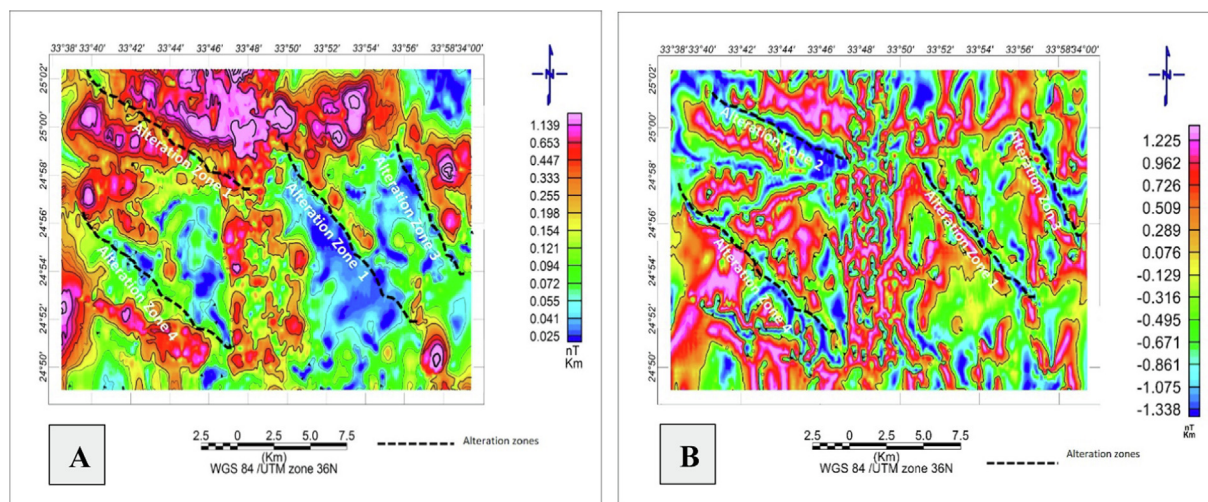 33°38' 33°40' 33°42' 33°44' 33°46' 33°48' 33°50' 33°52' 33°54' 33°56' 33°58'34°00'
25°02'
25°00'
24°58'
24°56'
24°54'
24°52'
24°50'
Alteration Zone 2
Alteration Zone 1
Alteration Zone 3
Alteration Zone 4
N
1.139
0.653
0.447
0.333
0.255
0.198
0.154
0.121
0.094
0.072
0.055
0.041
0.025
nT
Km
A
2.5 0 2.5 5.0 7.5
(Km)
WGS 84 /UTM zone 36N
Alteration zones
33°38' 33°40' 33°42' 33°44' 33°46' 33°48' 33°50' 33°52' 33°54' 33°56' 33°58'34°00'
25°02'
25°00'
24°58'
24°56'
24°54'
24°52'
24°50'
Alteration Zone 2
Alteration Zone 1
Alteration Zone 3
Alteration Zone 4
N
1.225
0.962
0.726
0.509
0.289
0.076
-0.129
-0.316
-0.495
-0.671
-0.861
-1.075
-1.338
nT
Km
B
2.5 0 2.5 5.0 7.5
(Km)
WGS 84 /UTM zone 36N
Alteration zones